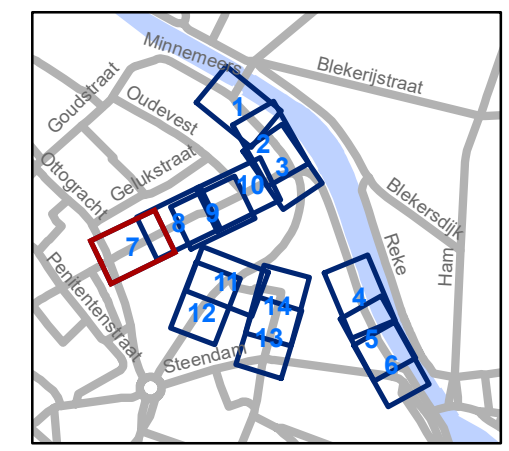 Minnemeers
Blekerijstraat
Goudstraat
Oudevest
1
2
Ottogracht
Gelukstraat
3
10
Blekersdijk
8
9
7
Reke
Ham
Penitentenstraat
11
4
14
12
13
5
Steendam
6